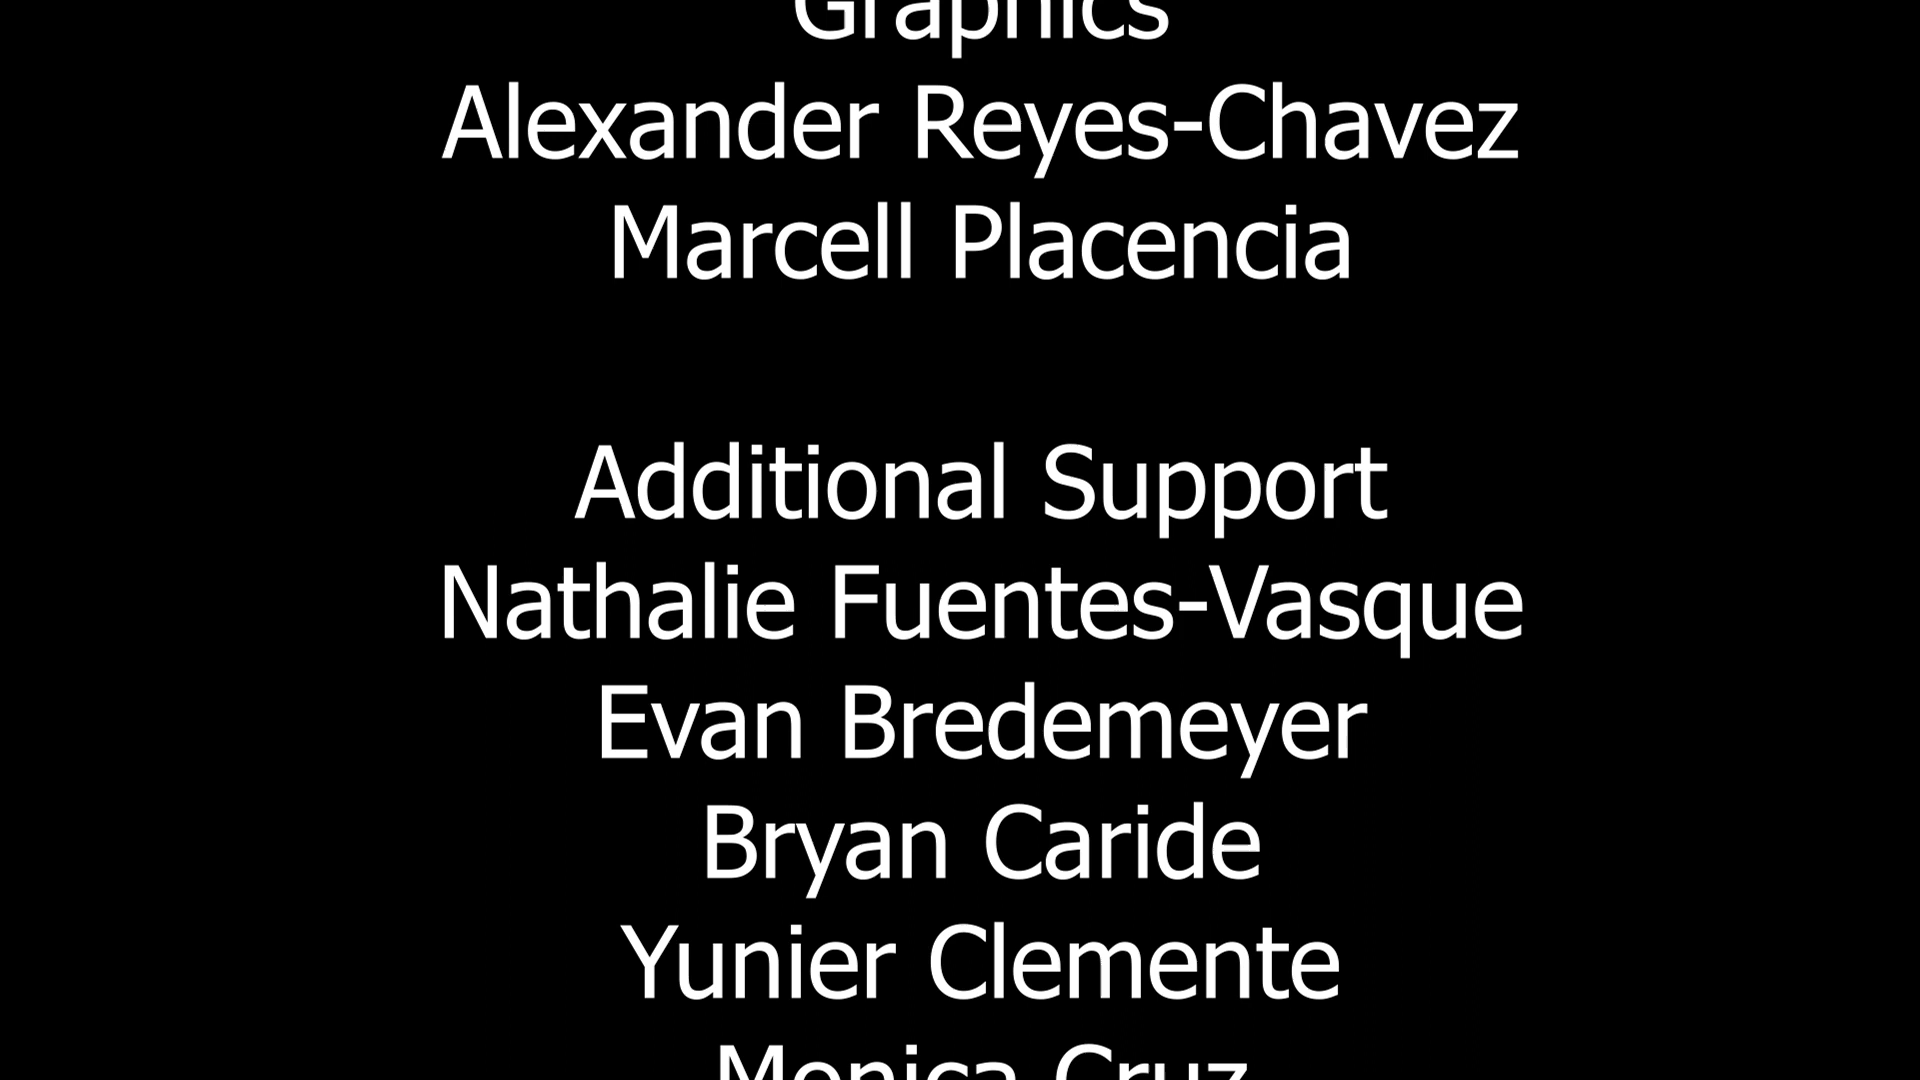 Graphics
Alexander Reyes-Chavez
Marcell Placencia
Additional Support
Nathalie Fuentes-Vasque
Evan Bredemeyer
Bryan Caride
Yunier Clemente
Monica Cruz